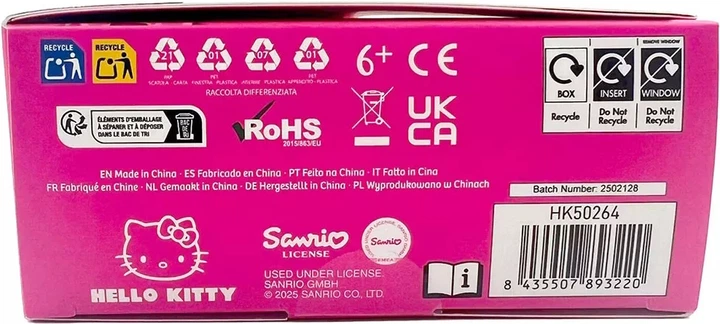 RECYCLE
RECYCLE
21
PAP
SCATOLA - CARTA
01
PET
FINESTRA - PLASTICA
07
ARNESE - PLASTICA
01
PET
APPENDITO - PLASTICA
RACCOLTA DIFFERENZIATA
6+ CE
REMOVE WINDOW
BOX
INSERT
WINDOW
Recycle
Do Not Recycle
Do Not Recycle
ÉLÉMENTS D'EMBALLAGE
À SÉPARER ET À DÉPOSER
DANS LE BAC DE TRI
BAC DE TRI
RoHS
2015/863/EU
UK
CA
EN Made in China · ES Fabricado en China · PT Feito na China · IT Fatta in Cina
FR Fabriqué en Chine · NL Gemaakt in China · DE Hergestellt in China · PL Wyprodukowano w Chinach
Batch Number: 2502128
HK50264
8 435507 893220
HELLO KITTY
Sanrio
LICENSE
Sanrio
USED UNDER LICENSE.
SANRIO GMBH
© 2025 SANRIO CO., LTD.
i